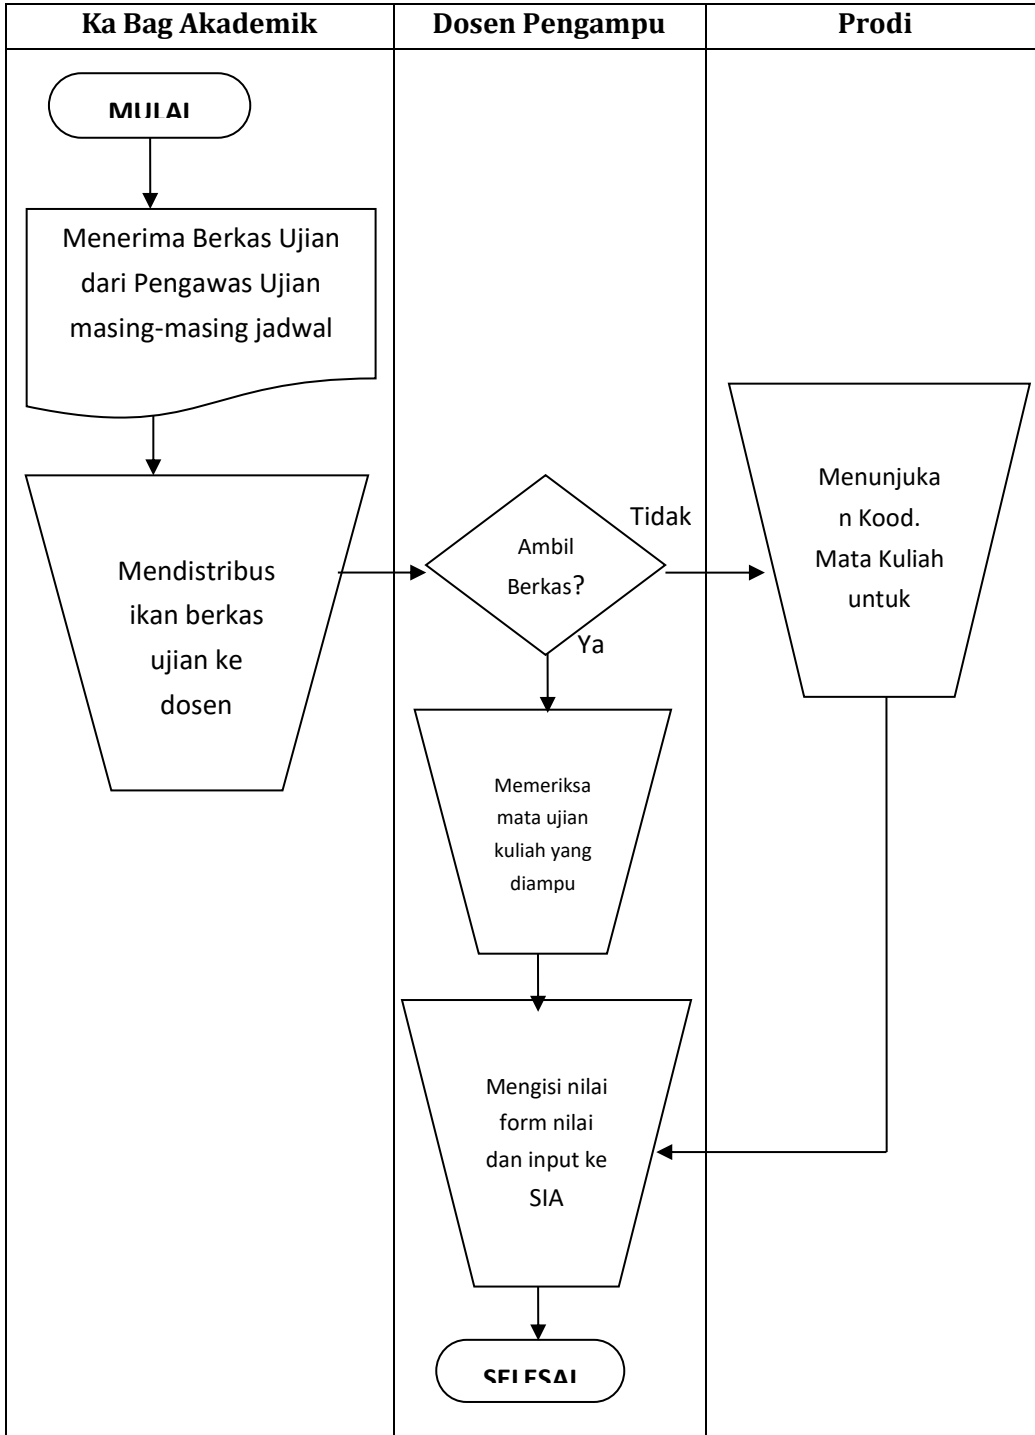 Ka Bag Akademik
Dosen Pengampu
Prodi
MULAI
Menerima Berkas Ujian
dari Pengawas Ujian
masing-masing jadwal
Mendistribus
ikan berkas
ujian ke
dosen
Ambil
Berkas?
Tidak
Ya
Menunjuka
n Kood.
Mata Kuliah
untuk
Memeriksa
mata ujian
kuliah yang
diampu
Mengisi nilai
form nilai
dan input ke
SIA
SELESAI